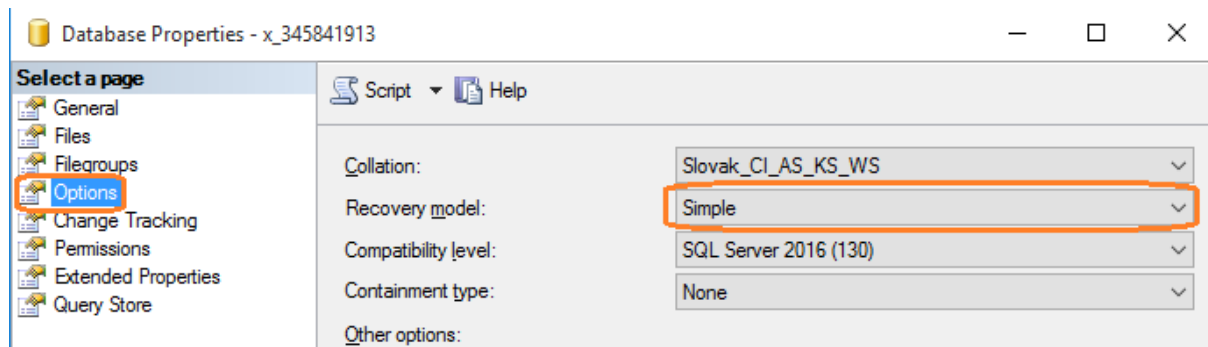 Database Properties - x_345841913
Select a page
General
Files
Filegroups
Options
Change Tracking
Permissions
Extended Properties
Query Store
Script
Help
Collation:
Slovak_CI_AS_KS_WS
Recovery model:
Simple
Compatibility level:
SQL Server 2016 (130)
Containment type:
None
Other options: